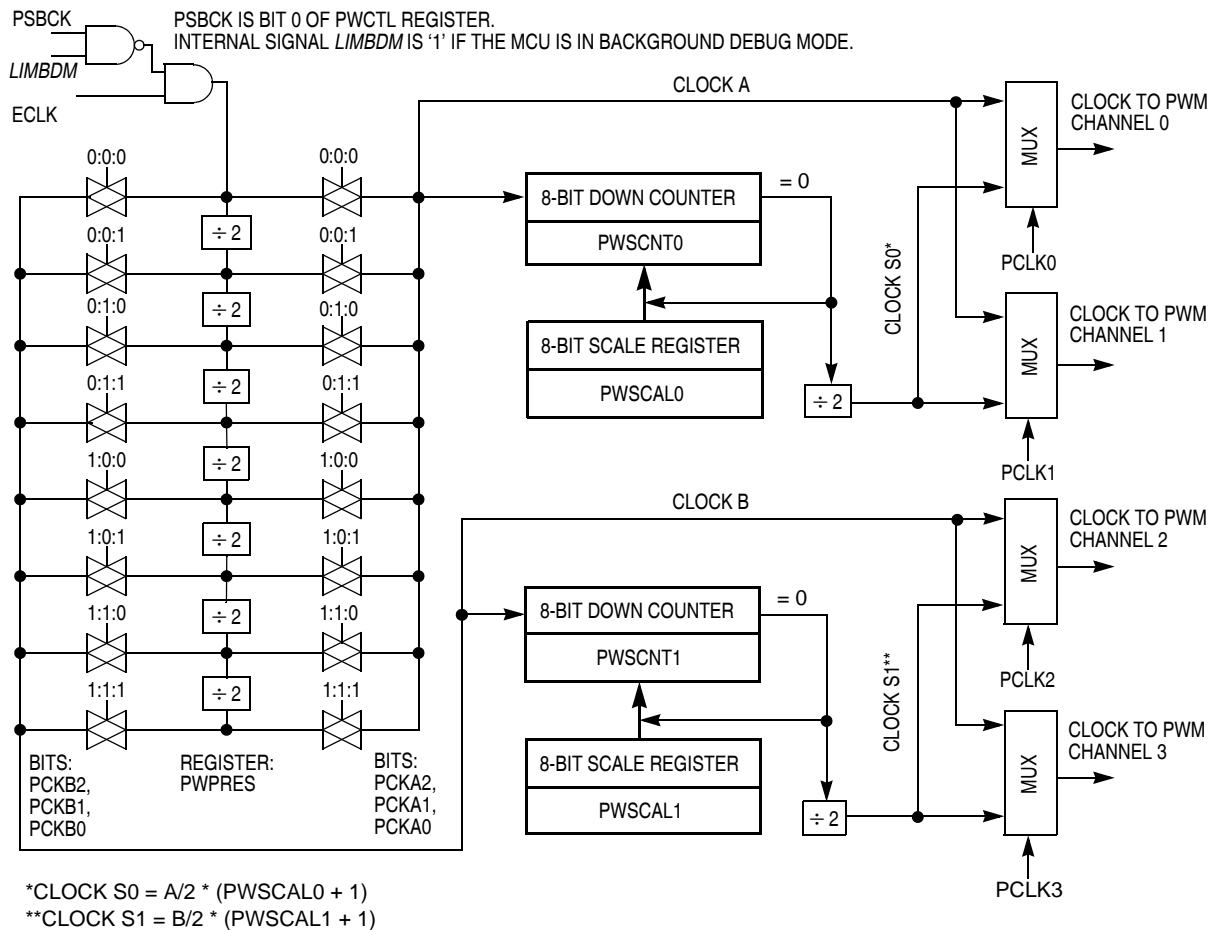 PSBCK
PSBCK IS BIT 0 OF PWCTL REGISTER.
INTERNAL SIGNAL LIMBDM IS ‘1’ IF THE MCU IS IN BACKGROUND DEBUG MODE.
LIMBDM
ECLK
CLOCK A
CLOCK TO PWM
CHANNEL 0
MUX
PCLK0
0:0:0
0:0:0
÷ 2
0:0:1
0:0:1
÷ 2
0:1:0
0:1:0
÷ 2
0:1:1
0:1:1
÷ 2
1:0:0
1:0:0
÷ 2
1:0:1
1:0:1
÷ 2
1:1:0
1:1:0
÷ 2
1:1:1
1:1:1
8-BIT DOWN COUNTER
= 0
PWSCNT0
8-BIT SCALE REGISTER
PWSCAL0
÷ 2
CLOCK S0*
CLOCK TO PWM
CHANNEL 1
MUX
PCLK1
CLOCK B
CLOCK TO PWM
CHANNEL 2
MUX
PCLK2
8-BIT DOWN COUNTER
= 0
PWSCNT1
8-BIT SCALE REGISTER
PWSCAL1
÷ 2
CLOCK S1**
CLOCK TO PWM
CHANNEL 3
MUX
PCLK3
BITS:
PCKB2,
PCKB1,
PCKB0
REGISTER:
PWPRES
BITS:
PCKA2,
PCKA1,
PCKA0
*CLOCK S0 = A/2 * (PWSCAL0 + 1)
**CLOCK S1 = B/2 * (PWSCAL1 + 1)